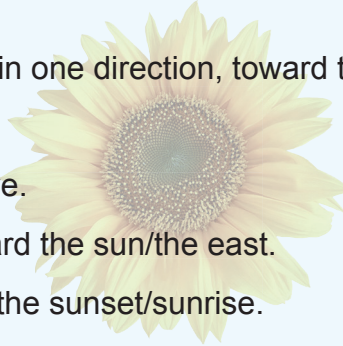 in one direction, toward t
e.
ard the sun/the east.
the sunset/sunrise.